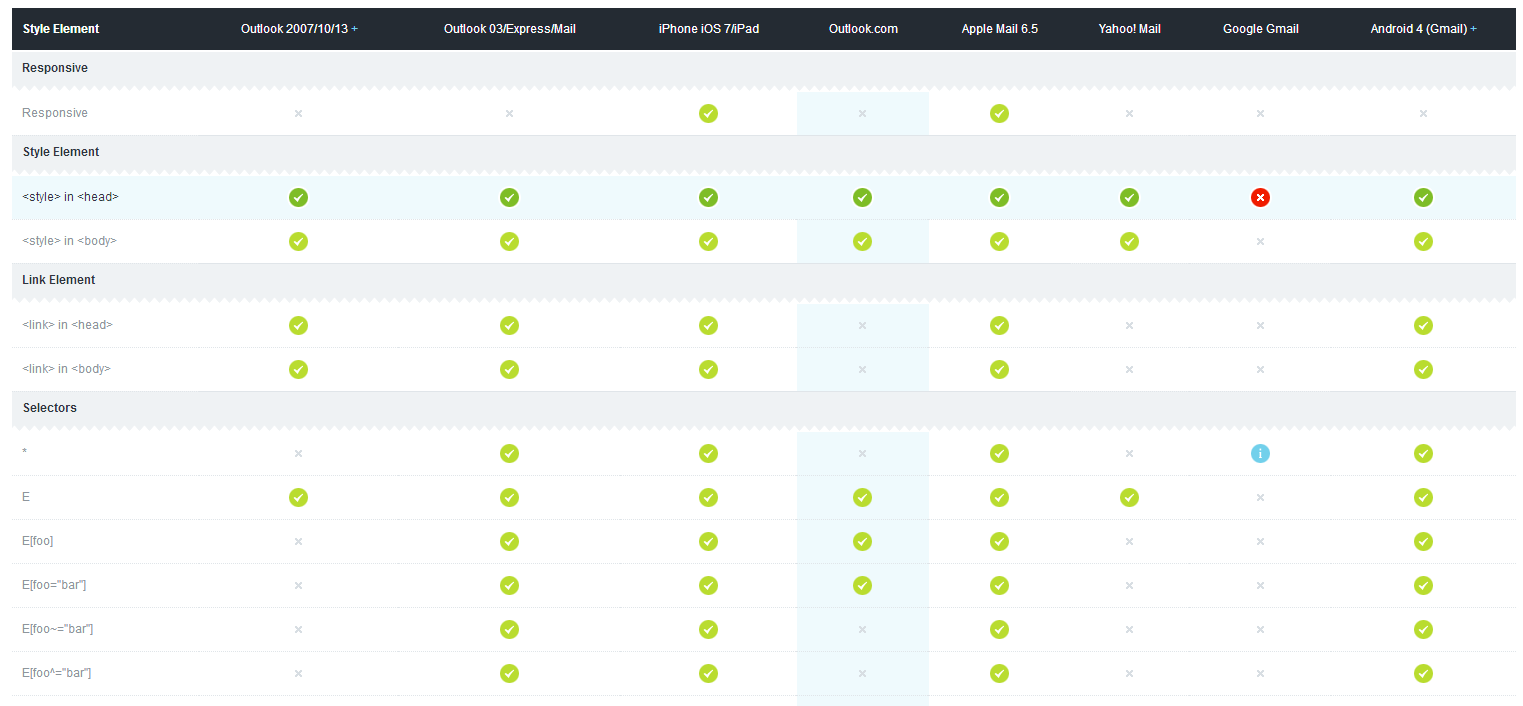 Style Element Outlook 2007/10/13 + Outlook 03/Express/Mail iPhone iOS 7/iPad Outlook.com Apple Mail 6.5 Yahoo! Mail Google Gmail Android 4 (Gmail) +
Responsive
Responsive
Style Element
<style> in <head>
<style> in <body>
Link Element
<link> in <head>
<link> in <body>
Selectors
*
E
E[foo]
E[foo="bar"]
E[foo~="bar"]
E[foo^="bar"]